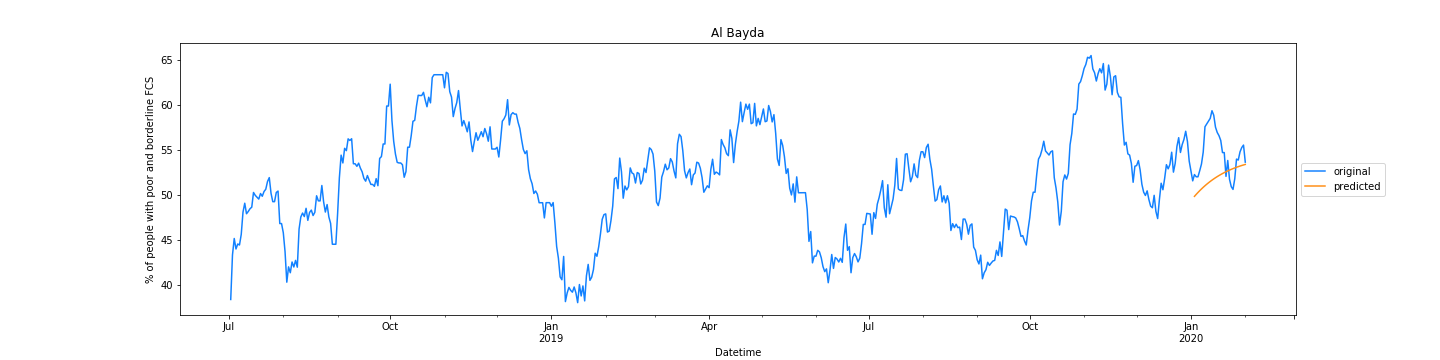 Al Bayda
% of people with poor and borderline FCS
65
60
55
50
45
40
Jul
Oct
Jan
2019
Apr
Jul
Oct
Jan
2020
Datetime
original
predicted